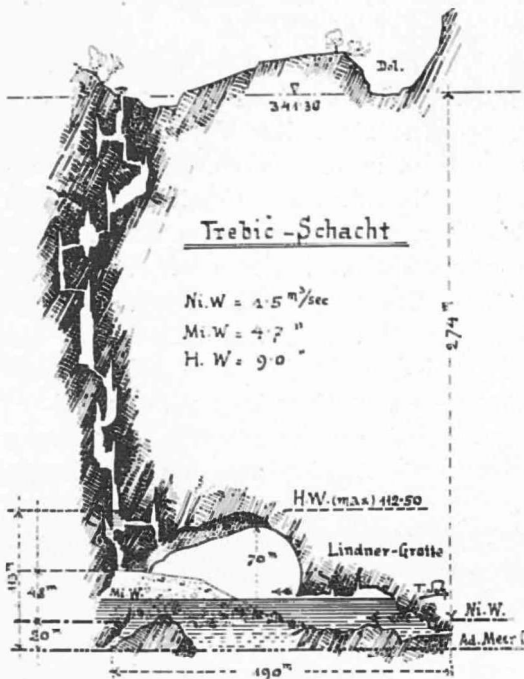 Dol.
341·30
Trebič-Schacht
Ni.W = 1·5 m³/sec
Mi.W = 4·7 "
H.W = 9·0 "
274 m
H.W. (max) 112·50
Lindner-Grotte
70 m
Mi W.
Ni.W.
Ad. Meer
190 m